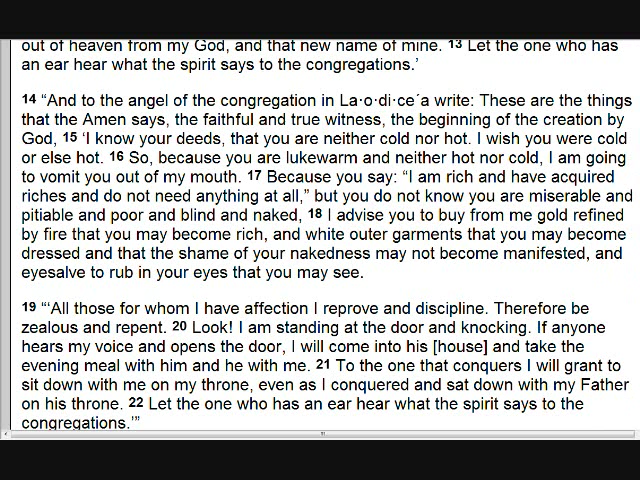 out of heaven from my God, and that new name of mine. 13 Let the one who has
an ear hear what the spirit says to the congregations.’
14 “And to the angel of the congregation in La·o·di·ce´a write: These are the things
that the Amen says, the faithful and true witness, the beginning of the creation by
God, 15 ‘I know your deeds, that you are neither cold nor hot. I wish you were cold
or else hot. 16 So, because you are lukewarm and neither hot nor cold, I am going
to vomit you out of my mouth. 17 Because you say: “I am rich and have acquired
riches and do not need anything at all,” but you do not know you are miserable and
pitiable and poor and blind and naked, 18 I advise you to buy from me gold refined
by fire that you may become rich, and white outer garments that you may become
dressed and that the shame of your nakedness may not become manifested, and
eyesalve to rub in your eyes that you may see.
19 “‘All those for whom I have affection I reprove and discipline. Therefore be
zealous and repent. 20 Look! I am standing at the door and knocking. If anyone
hears my voice and opens the door, I will come into his [house] and take the
evening meal with him and he with me. 21 To the one that conquers I will grant to
sit down with me on my throne, even as I conquered and sat down with my Father
on his throne. 22 Let the one who has an ear hear what the spirit says to the
congregations.’”